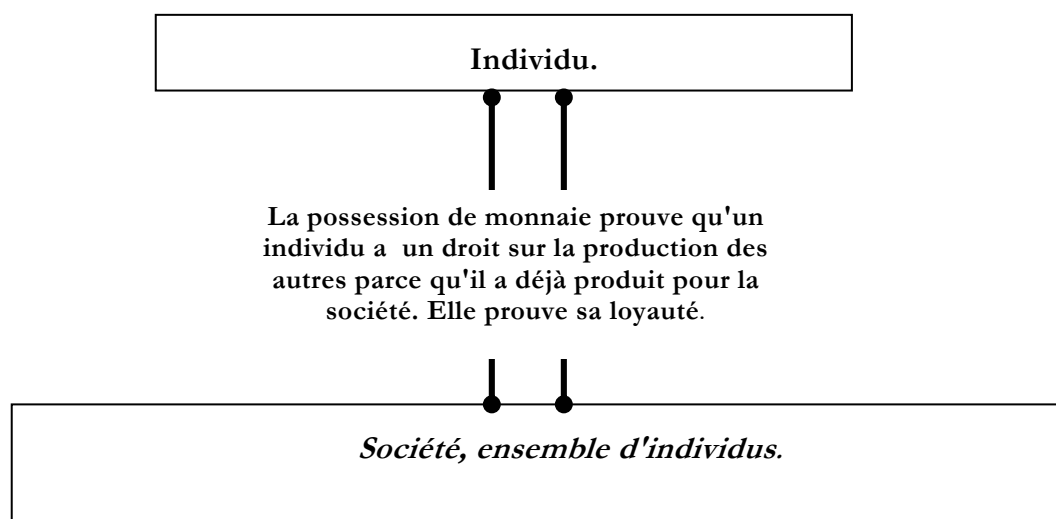 Individu.
La possession de monnaie prouve qu'un
individu a  un droit sur la production des
autres parce qu'il a déjà produit pour la
société. Elle prouve sa loyauté.
Société, ensemble d'individus.